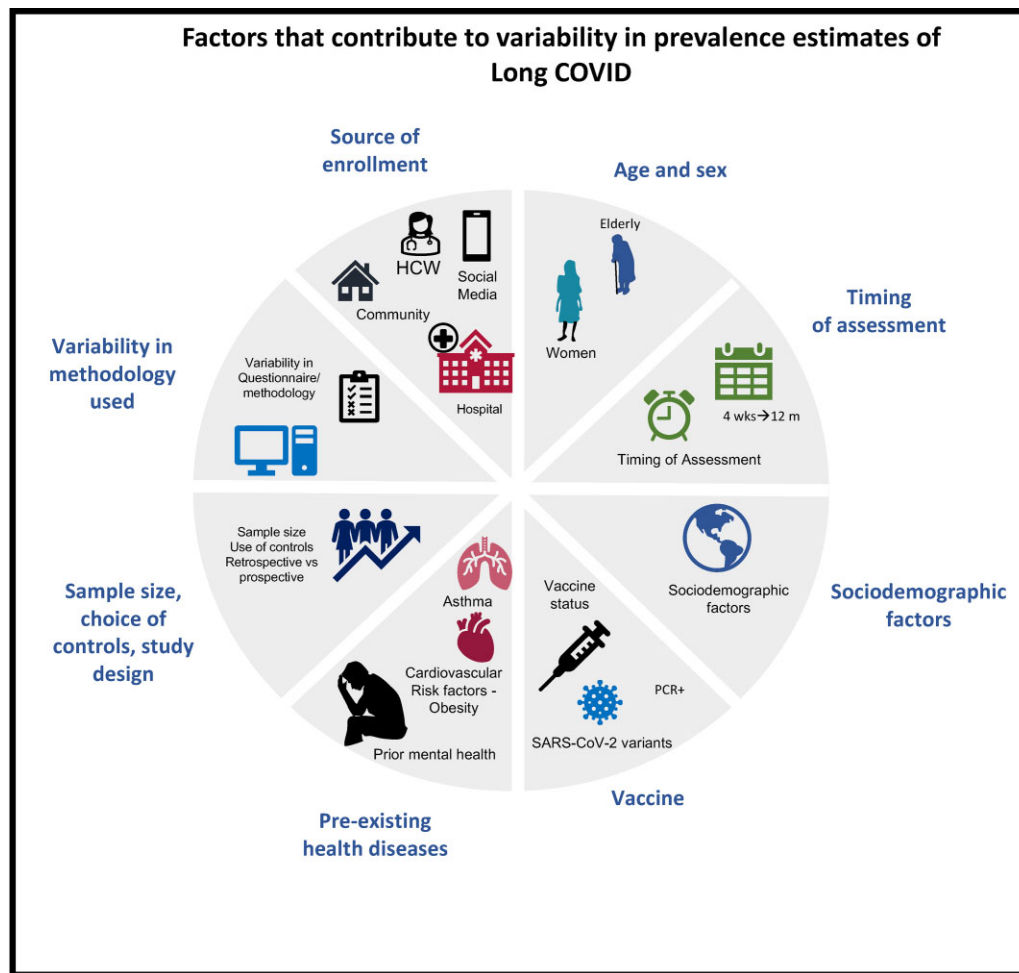 Factors that contribute to variability in prevalence estimates of
Long COVID
Source of
enrollment
HCW
Social
Media
Community
Hospital
Age and sex
Elderly
Women
Timing
of assessment
4 wks→12 m
Timing of Assessment
Sociodemographic
factors
Sociodemographic
factors
Vaccine
status
PCR+
SARS-CoV-2 variants
Vaccine
Asthma
Cardiovascular
Risk factors -
Obesity
Prior mental health
Pre-existing
health diseases
Sample size
Use of controls
Retrospective vs
prospective
Sample size,
choice of
controls, study
design
Variability in
Questionnaire/
methodology
Variability in
methodology
used